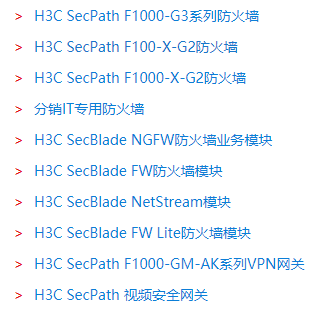 > H3C SecPath F1000-G3系列防火墙
> H3C SecPath F100-X-G2防火墙
> H3C SecPath F1000-X-G2防火墙
> 分销IT专用防火墙
> H3C SecBlade NGFW防火墙业务模块
> H3C SecBlade FW防火墙模块
> H3C SecBlade NetStream模块
> H3C SecBlade FW Lite防火墙模块
> H3C SecPath F1000-GM-AK系列VPN网关
> H3C SecPath 视频安全网关